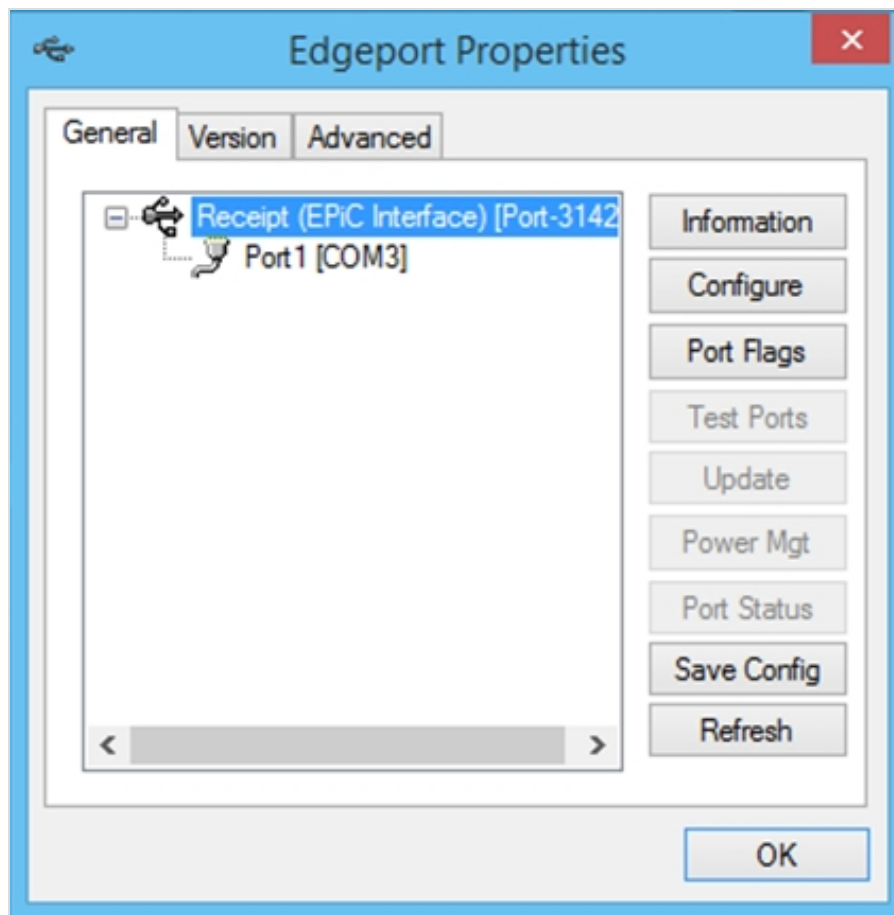 Edgeport Properties
General
Version
Advanced
Receipt (EPiC Interface) [Port-3142
Port1 [COM3]
Information
Configure
Port Flags
Test Ports
Update
Power Mgt
Port Status
Save Config
Refresh
OK